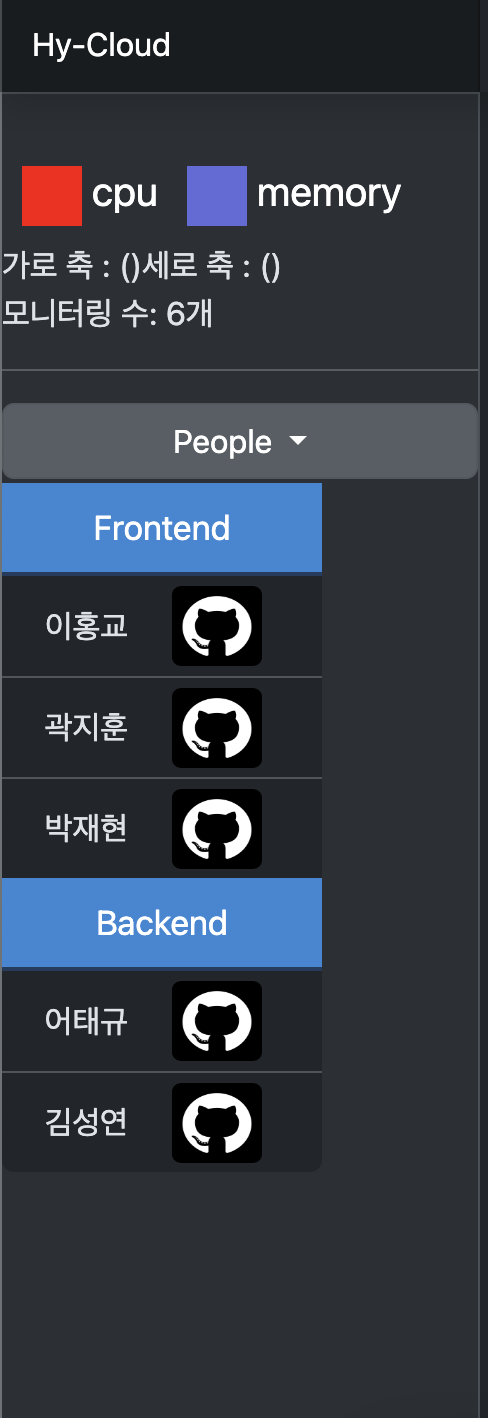 Hy-Cloud
cpu memory
가로 축 : ()세로 축 : ()
모니터링 수: 6개
People
Frontend
이홍교
곽지훈
박재현
Backend
어태규
김성연